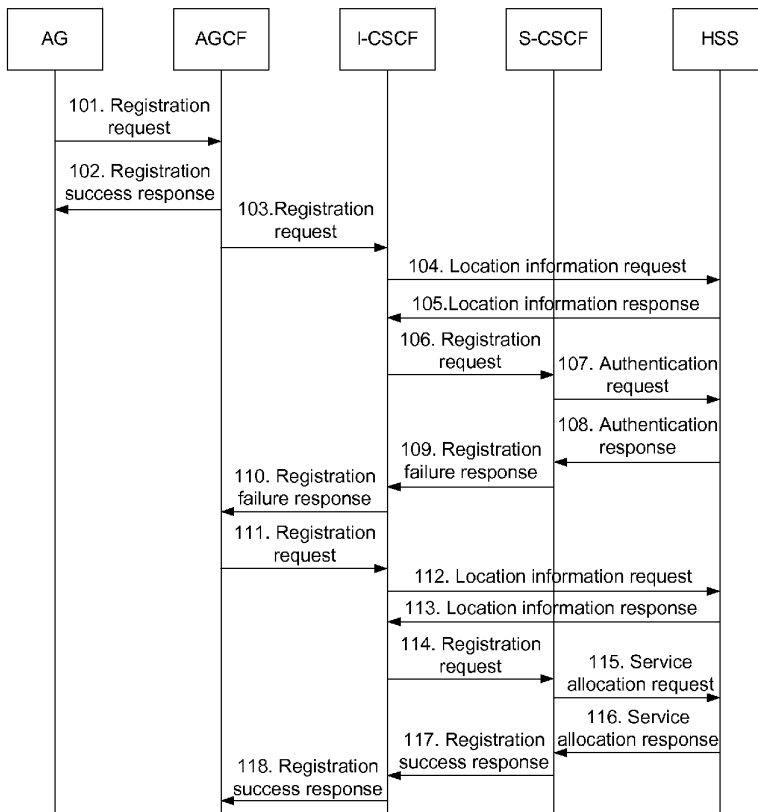 AG
AGCF
I-CSCF
S-CSCF
HSS
101. Registration
request
102. Registration
success response
103.Registration
request
104. Location information request
105.Location information response
106. Registration
request
107. Authentication
request
108. Authentication
response
109. Registration
failure response
110. Registration
failure response
111. Registration
request
112. Location information request
113. Location information response
114. Registration
request
115. Service
allocation request
116. Service
allocation response
117. Registration
success response
118. Registration
success response